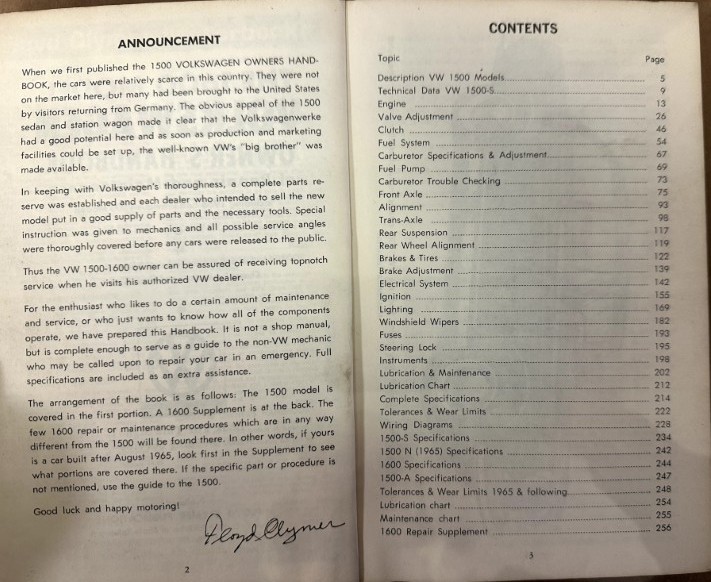 ANNOUNCEMENT
When we first published the 1500 VOLKSWAGEN OWNERS HAND-
BOOK, the cars were relatively scarce in this country. They were not
on the market here, but many had been brought to the United States
by visitors returning from Germany. The obvious appeal of the 1500
sedan and station wagon made it clear that the Volkswagenwerke
had a good potential here and as soon as production and marketing
facilities could be set up, the well-known VW's "big brother" was
made available.
In keeping with Volkswagen's thoroughness, a complete parts re-
serve was established and each dealer who intended to sell the new
model put in a good supply of parts and the necessary tools. Special
instruction was given to mechanics and all possible service angles
were thoroughly covered before any cars were released to the public.
Thus the VW 1500-1600 owner can be assured of receiving topnotch
service when he visits his authorized VW dealer.
For the enthusiast who likes to do a certain amount of maintenance
and service, or who just wants to know how all of the components
operate, we have prepared this Handbook. It is not a shop manual,
but is complete enough to serve as a guide to the non-VW mechanic
who may be called upon to repair your car in an emergency. Full
specifications are included as an extra assistance.
The arrangement of the book is as follows: The 1500 model is
covered in the first portion. A 1600 Supplement is at the back. The
few 1600 repair or maintenance procedures which are in any way
different from the 1500 will be found there. In other words, if yours
is a car built after August 1965, look first in the Supplement to see
what portions are covered there. If the specific part or procedure is
not mentioned, use the guide to the 1500.
Good luck and happy motoring!
Floyd Clymer
2
CONTENTS
Topic Page
Description VW 1500 Models 5
Technical Data VW 1500-S 9
Engine 13
Valve Adjustment 26
Clutch 46
Fuel System 54
Carburetor Specifications & Adjustment 67
Fuel Pump 69
Carburetor Trouble Checking 73
Front Axle 75
Alignment 93
Trans-Axle 98
Rear Suspension 117
Rear Wheel Alignment 119
Brakes & Tires 122
Brake Adjustment 139
Electrical System 142
Ignition 155
Lighting 169
Windshield Wipers 182
Fuses 193
Steering Lock 195
Instruments 198
Lubrication & Maintenance 202
Lubrication Chart 212
Complete Specifications 214
Tolerances & Wear Limits 222
Wiring Diagrams 228
1500-S Specifications 234
1500 N (1965) Specifications 242
1600 Specifications 244
1500-A Specifications 247
Tolerances & Wear Limits 1965 & following 248
Lubrication chart 254
Maintenance chart 255
1600 Repair Supplement 256
3